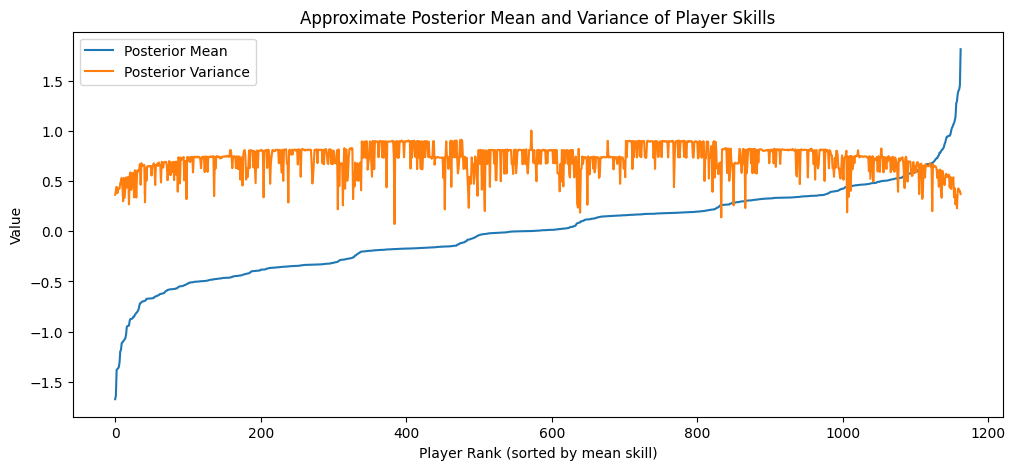 Approximate Posterior Mean and Variance of Player Skills
Posterior Mean
Posterior Variance
1.5
1.0
0.5
0.0
−0.5
−1.0
−1.5
Value
0 200 400 600 800 1000 1200
Player Rank (sorted by mean skill)